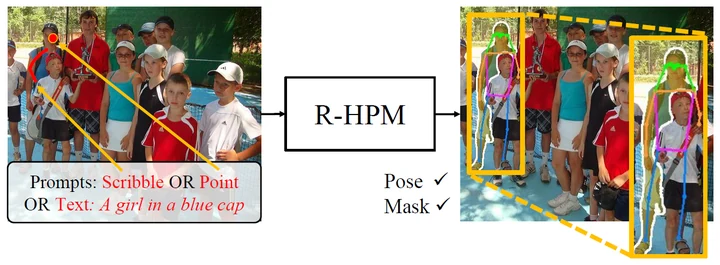 Prompts: Scribble OR Point
OR Text: A girl in a blue cap
R-HPM
Pose ✓
Mask ✓